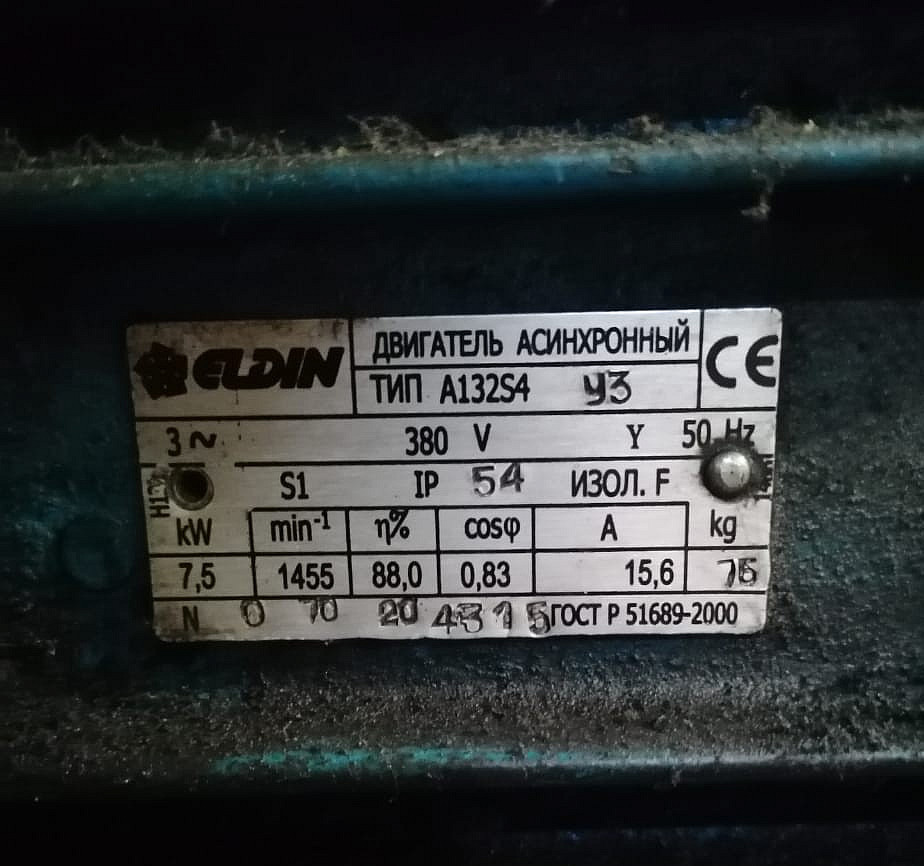 ELDIN
ДВИГАТЕЛЬ АСИНХРОННЫЙ
ТИП А132S4 У3
CE
3~ 380 V Y 50 Hz
S1 IP 54 ИЗОЛ. F
kW min⁻¹ η% cosφ A kg
7,5 1455 88,0 0,83 15,6 76
N 0 70 20 4315 ГОСТ Р 51689-2000